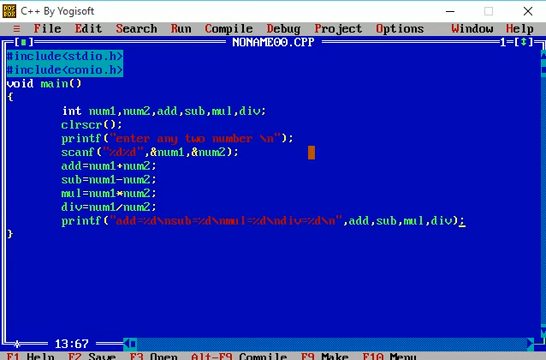 DOS BOX C++ By Yogisoft
≡ File Edit Search Run Compile Debug Project Options Window Help
NONAME00.CPP 1
#include<stdio.h>
#include<conio.h>
void main()
{
int num1,num2,add,sub,mul,div;
clrscr();
printf("enter any two number \n");
scanf("%d%d",&num1,&num2);
add=num1+num2;
sub=num1-num2;
mul=num1*num2;
div=num1/num2;
printf("add=%d\nsub=%d\nmul=%d\ndiv=%d\n",add,sub,mul,div);
}
13:67
F1 Help F2 Save F3 Open Alt-F9 Compile F9 Make F10 Menu